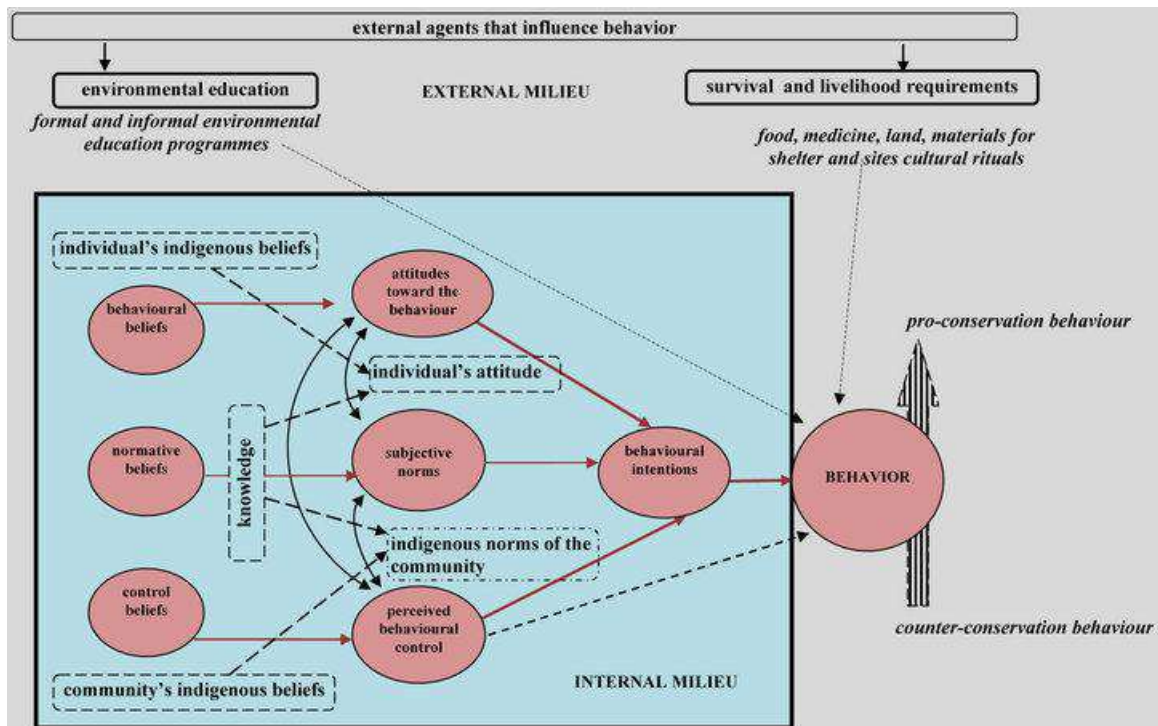 external agents that influence behavior
environmental education
EXTERNAL MILIEU
survival and livelihood requirements
formal and informal environmental
education programmes
food, medicine, land, materials for
shelter and sites cultural rituals
individual's indigenous beliefs
attitudes
toward the
behaviour
behavioural
beliefs
pro-conservation behaviour
individual's attitude
normative
beliefs
knowledge
subjective
norms
behavioural
intentions
BEHAVIOR
indigenous norms of the
community
control
beliefs
perceived
behavioural
control
counter-conservation behaviour
community's indigenous beliefs
INTERNAL MILIEU